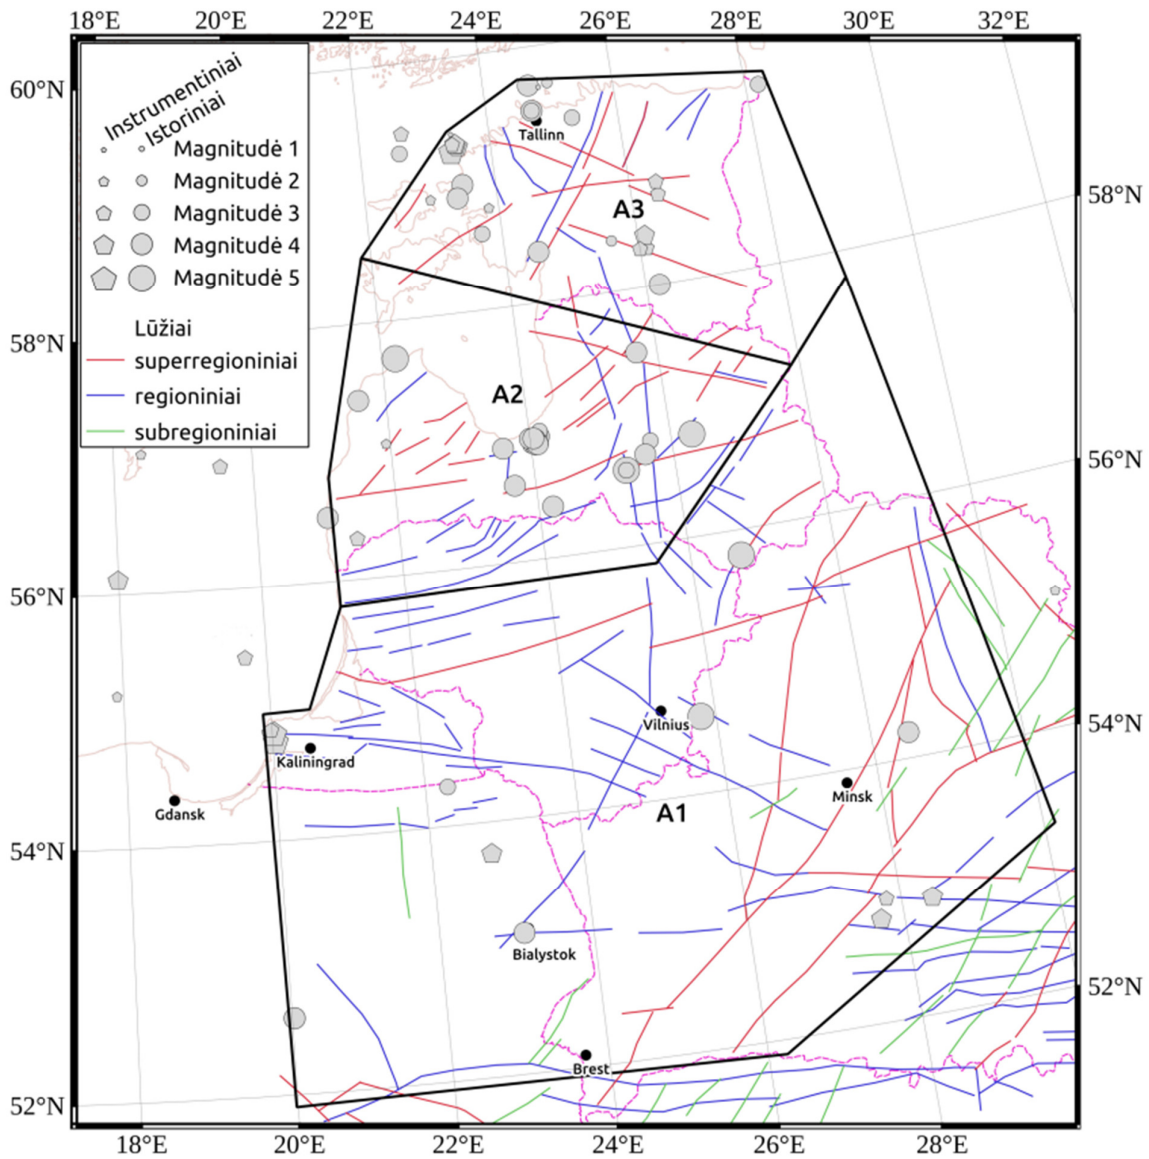 18°E 20°E 22°E 24°E 26°E 28°E 30°E 32°E
60°N
58°N
56°N
54°N
52°N
58°N
56°N
54°N
52°N
18°E 20°E 22°E 24°E 26°E 28°E
Instrumentiniai
Istoriniai
Magnitudė 1
Magnitudė 2
Magnitudė 3
Magnitudė 4
Magnitudė 5
Lūžiai
superregioniniai
regioniniai
subregioniniai
Tallinn
A3
A2
Vilnius
Kaliningrad
Minsk
Gdansk
A1
Bialystok
Brest